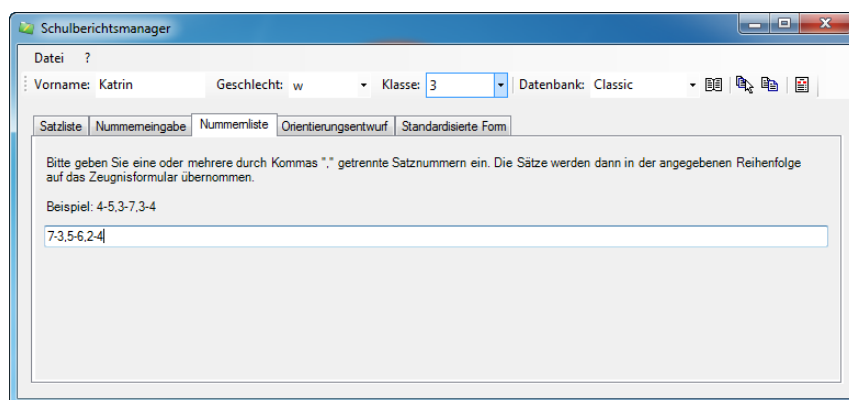 Schulberichtsmanager
Datei ?
Vorname: Katrin Geschlecht: w Klasse: 3 Datenbank: Classic
Satzliste Nummerneingabe Nummernliste Orientierungsentwurf Standardisierte Form
Bitte geben Sie eine oder mehrere durch Kommas "," getrennte Satznummern ein. Die Sätze werden dann in der angegebenen Reihenfolge
auf das Zeugnisformular übernommen.
Beispiel: 4-5,3-7,3-4
7-3,5-6,2-4